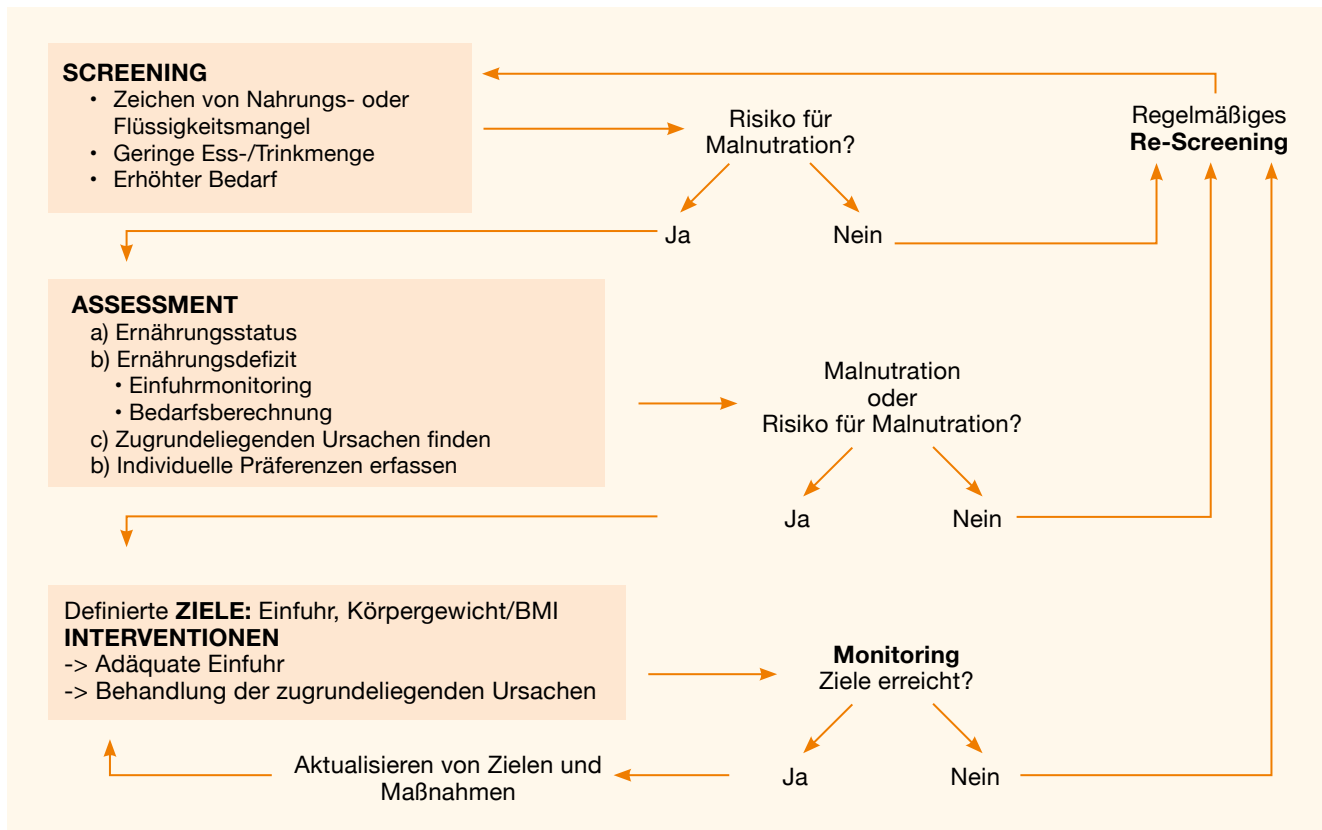 SCREENING
• Zeichen von Nahrungs- oder
Flüssigkeitsmangel
• Geringe Ess-/Trinkmenge
• Erhöhter Bedarf
Risiko für
Malnutration?
Regelmäßiges
Re-Screening
Ja
Nein
ASSESSMENT
a) Ernährungsstatus
b) Ernährungsdefizit
• Einfuhrmonitoring
• Bedarfsberechnung
c) Zugrundeliegenden Ursachen finden
b) Individuelle Präferenzen erfassen
Malnutration
oder
Risiko für Malnutration?
Ja
Nein
Definierte ZIELE: Einfuhr, Körpergewicht/BMI
INTERVENTIONEN
-> Adäquate Einfuhr
-> Behandlung der zugrundeliegenden Ursachen
Monitoring
Ziele erreicht?
Ja
Nein
Aktualisieren von Zielen und
Maßnahmen